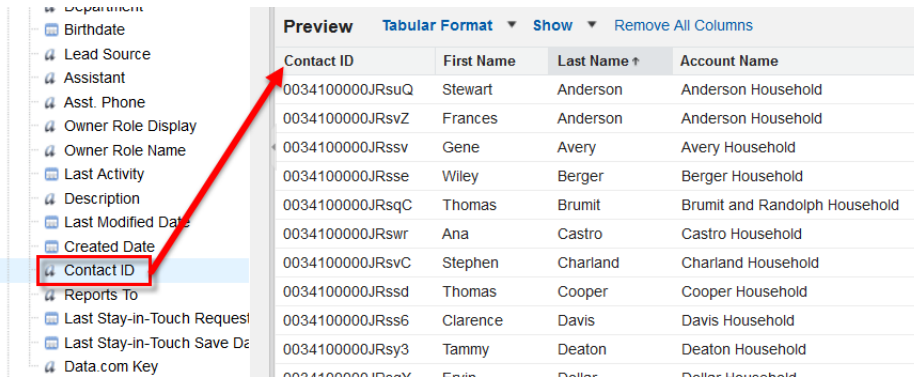 Department
Birthdate
Lead Source
Assistant
Asst. Phone
Owner Role Display
Owner Role Name
Last Activity
Description
Last Modified Date
Created Date
Contact ID
Reports To
Last Stay-in-Touch Request
Last Stay-in-Touch Save Da
Data.com Key
Preview Tabular Format Show Remove All Columns
Contact ID First Name Last Name ↑ Account Name
0034100000JRsuQ Stewart Anderson Anderson Household
0034100000JRsvZ Frances Anderson Anderson Household
0034100000JRssv Gene Avery Avery Household
0034100000JRsse Wiley Berger Berger Household
0034100000JRsqC Thomas Brumit Brumit and Randolph Household
0034100000JRswr Ana Castro Castro Household
0034100000JRsvC Stephen Charland Charland Household
0034100000JRssd Thomas Cooper Cooper Household
0034100000JRss6 Clarence Davis Davis Household
0034100000JRsy3 Tammy Deaton Deaton Household